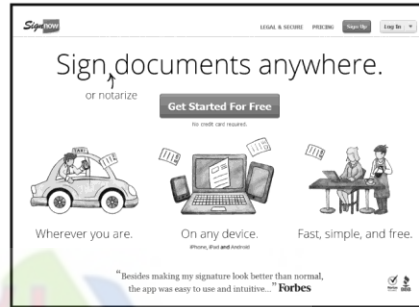 Signnow
LEGAL & SECURE PRICING Sign Up Log In
Sign documents anywhere.
or notarize
Get Started For Free
No credit card required.
TAXI
Wherever you are.
On any device.
iPhone, iPad and Android
Fast, simple, and free.
"Besides making my signature look better than normal,
the app was easy to use and intuitive..." Forbes